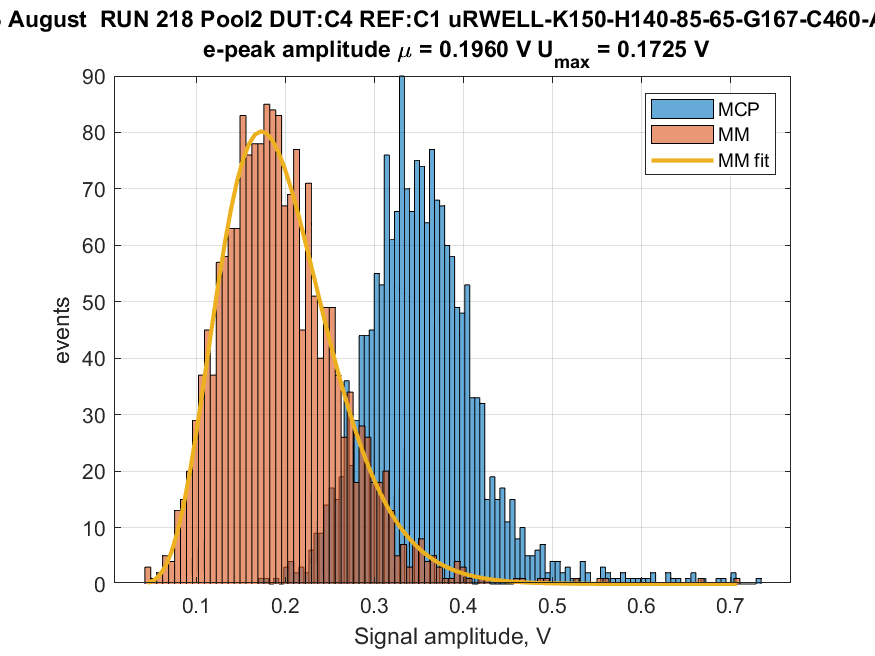 August RUN 218 Pool2 DUT:C4 REF:C1 uRWELL-K150-H140-85-65-G167-C460-A
e-peak amplitude μ = 0.1960 V Umax = 0.1725 V
90
80
70
60
50
40
30
20
10
0
events
MCP
MM
MM fit
0.1 0.2 0.3 0.4 0.5 0.6 0.7
Signal amplitude, V